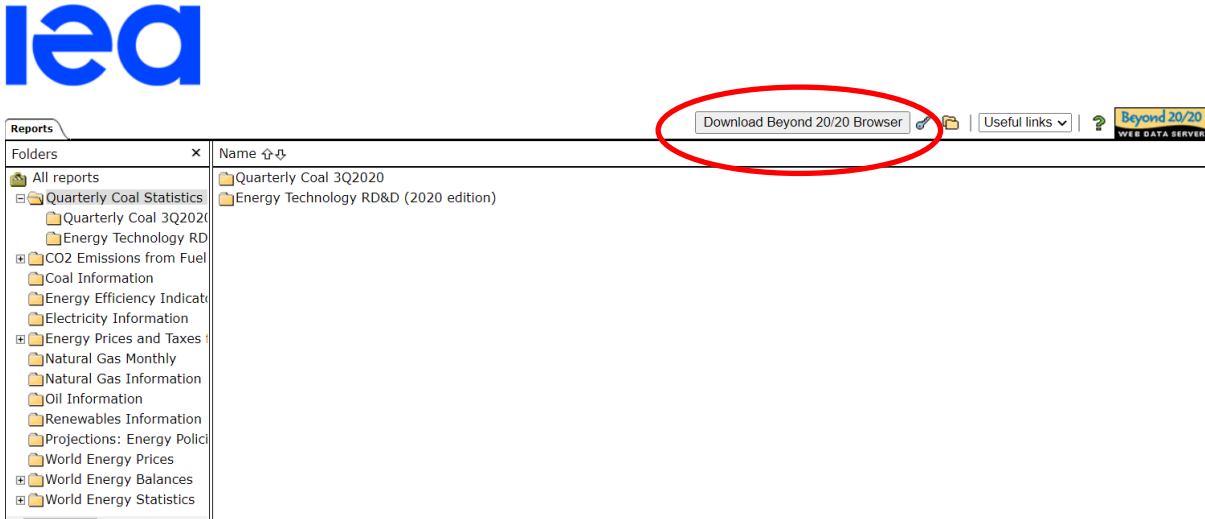 iea
Reports
Download Beyond 20/20 Browser
Useful links
?
Beyond 20/20
WEB DATA SERVER
Folders
×
Name
All reports
Quarterly Coal Statistics
Quarterly Coal 3Q2020
Energy Technology RD
CO2 Emissions from Fuel
Coal Information
Energy Efficiency Indicato
Electricity Information
Energy Prices and Taxes f
Natural Gas Monthly
Natural Gas Information
Oil Information
Renewables Information
Projections: Energy Polici
World Energy Prices
World Energy Balances
World Energy Statistics
Quarterly Coal 3Q2020
Energy Technology RD&D (2020 edition)